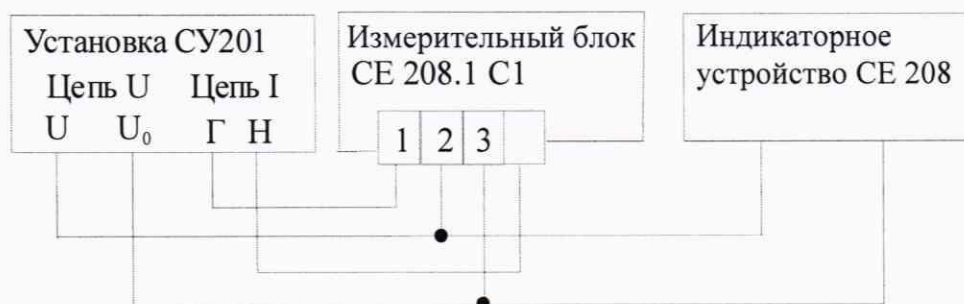 Установка СУ201
Цепь U Цепь I
U U₀ Г Н
Измерительный блок
СЕ 208.1 С1
1 2 3
Индикаторное
устройство СЕ 208